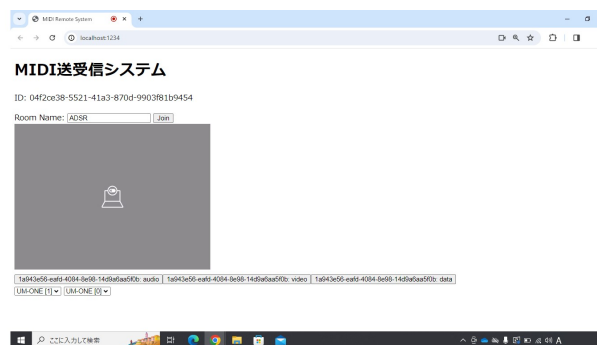 MIDI Remote System
localhost:1234
MIDI送受信システム
ID: 04f2ce38-5521-41a3-870d-9903f81b9454
Room Name: ADSR Join
1a943e56-eafd-4084-8e98-14d9a6aa5f0b: audio 1a943e56-eafd-4084-8e98-14d9a6aa5f0b: video 1a943e56-eafd-4084-8e98-14d9a6aa5f0b: data
UM-ONE [1] UM-ONE [0]
ここに入力して検索
A